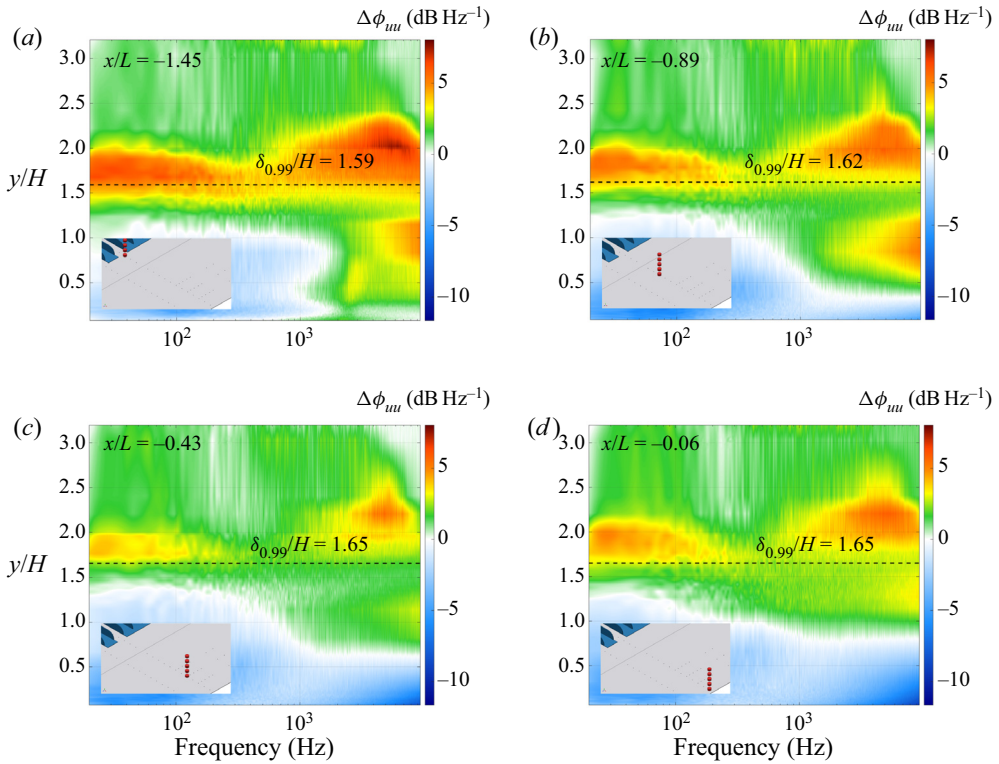 Δϕuu (dB Hz⁻¹) Δϕuu (dB Hz⁻¹)
(a) (b)
3.0 x/L = –1.45 5 3.0 x/L = –0.89 5
2.5 2.5
2.0 δ0.99/H = 1.59 0 2.0 δ0.99/H = 1.62 0
y/H 1.5 1.5
1.0 –5 1.0 –5
0.5 –10 0.5 –10
10² 10³ 10² 10³
Δϕuu (dB Hz⁻¹) Δϕuu (dB Hz⁻¹)
(c) (d)
3.0 x/L = –0.43 5 3.0 x/L = –0.06 5
2.5 2.5
2.0 δ0.99/H = 1.65 0 2.0 δ0.99/H = 1.65 0
y/H 1.5 1.5
1.0 –5 1.0 –5
0.5 –10 0.5 –10
10² 10³ 10² 10³
Frequency (Hz) Frequency (Hz)